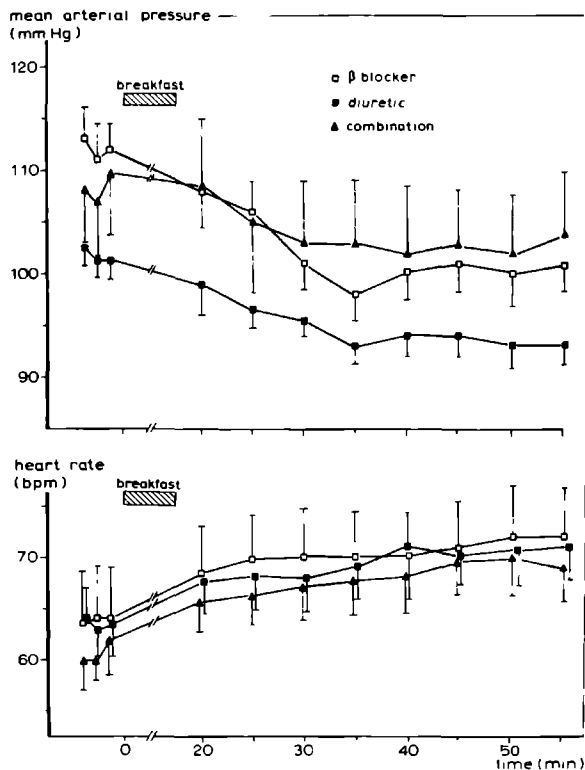 mean arterial pressure
(mm Hg)
120
breakfast
β blocker
diuretic
combination
110
100
90
heart rate
(bpm)
breakfast
70
60
0 20 30 40 50
time (min)